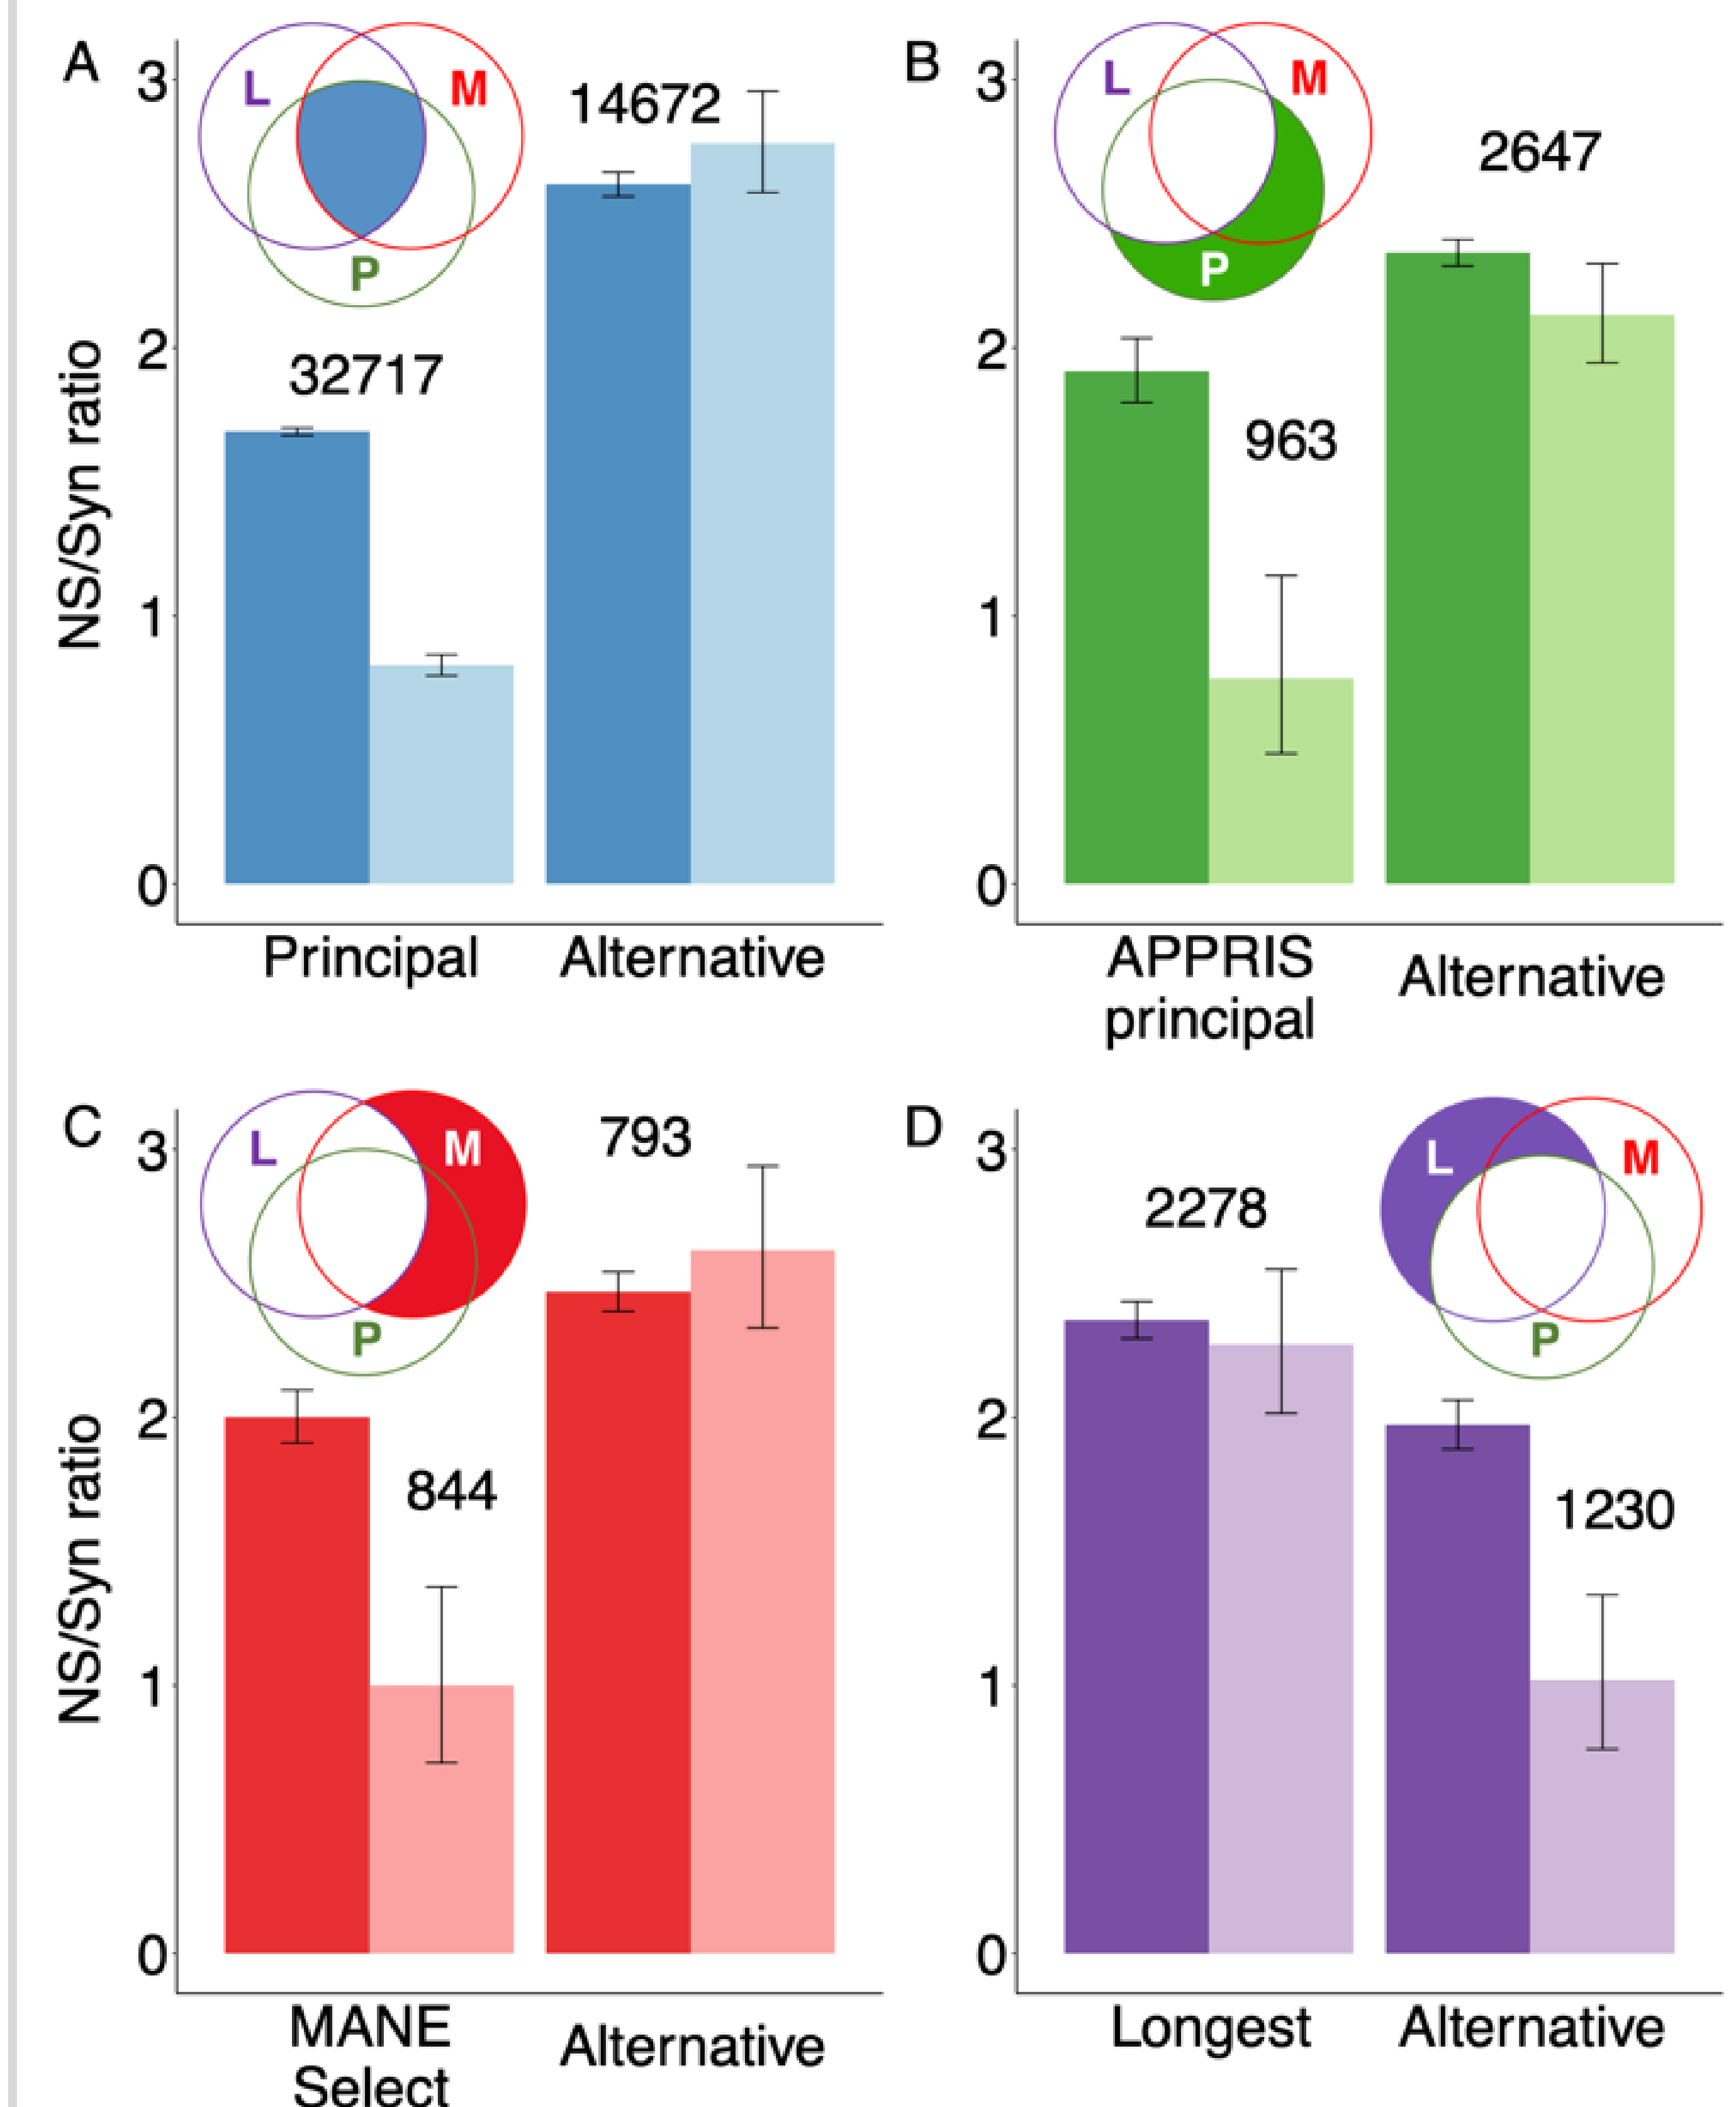 A
L
M
P
3
2
1
0
NS/Syn ratio
32717
14672
Principal
Alternative
B
L
M
P
3
2
1
0
963
2647
APPRIS
principal
Alternative
C
L
M
P
3
2
1
0
NS/Syn ratio
844
793
MANE
Select
Alternative
D
L
M
P
3
2
1
0
2278
1230
Longest
Alternative